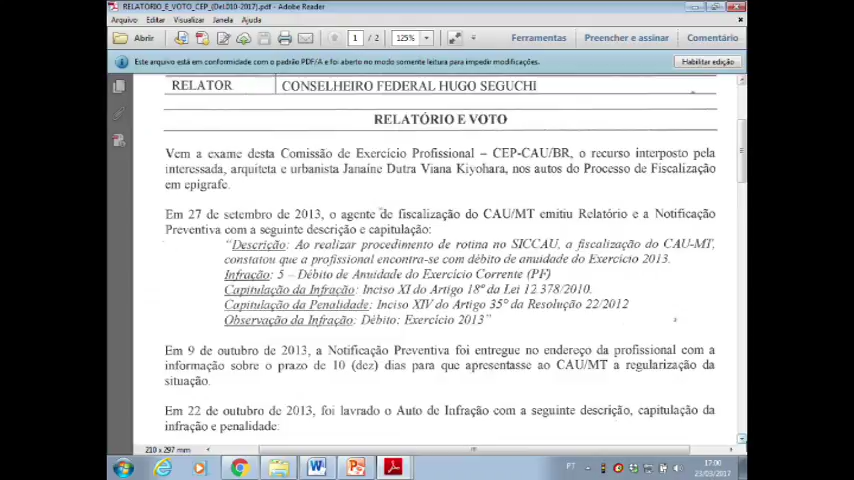 RELATORIO_E_VOTO_CEP_(Del.010-2017).pdf - Adobe Reader
Arquivo Editar Visualizar Janela Ajuda
Abrir 1 / 2 125% Ferramentas Preencher e assinar Comentário
Este arquivo está em conformidade com o padrão PDF/A e foi aberto no modo somente leitura para impedir modificações. Habilitar edição
RELATOR CONSELHEIRO FEDERAL HUGO SEGUCHI
RELATÓRIO E VOTO
Vem a exame desta Comissão de Exercício Profissional – CEP-CAU/BR, o recurso interposto pela
interessada, arquiteta e urbanista Janaíne Dutra Viana Kiyohara, nos autos do Processo de Fiscalização
em epígrafe.
Em 27 de setembro de 2013, o agente de fiscalização do CAU/MT emitiu Relatório e a Notificação
Preventiva com a seguinte descrição e capitulação:
“Descrição: Ao realizar procedimento de rotina no SICCAU, a fiscalização do CAU-MT,
constatou que a profissional encontra-se com débito de anuidade do Exercício 2013.
Infração: 5 – Débito de Anuidade do Exercício Corrente (PF)
Capitulação da Infração: Inciso XI do Artigo 18º da Lei 12.378/2010.
Capitulação da Penalidade: Inciso XIV do Artigo 35º da Resolução 22/2012
Observação da Infração: Débito: Exercício 2013”
Em 9 de outubro de 2013, a Notificação Preventiva foi entregue no endereço da profissional com a
informação sobre o prazo de 10 (dez) dias para que apresentasse ao CAU/MT a regularização da
situação.
Em 22 de outubro de 2013, foi lavrado o Auto de Infração com a seguinte descrição, capitulação da
infração e penalidade:
210 x 297 mm
PT 17:00
23/03/2017